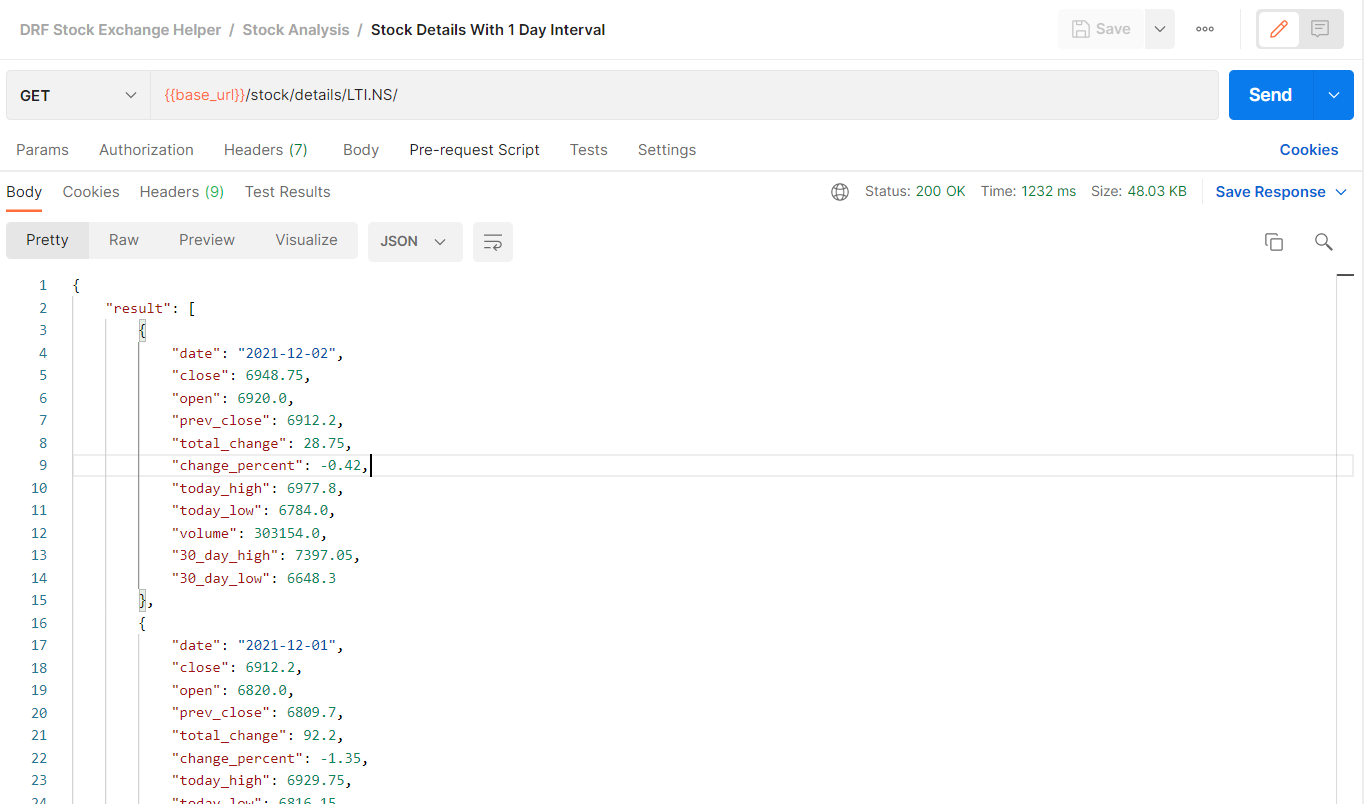 DRF Stock Exchange Helper / Stock Analysis / Stock Details With 1 Day Interval
Save
GET
{{base_url}}/stock/details/LTI.NS/
Send
Params Authorization Headers (7) Body Pre-request Script Tests Settings Cookies
Body Cookies Headers (9) Test Results Status: 200 OK Time: 1232 ms Size: 48.03 KB Save Response
Pretty Raw Preview Visualize JSON
1 {
2 "result": [
3 {
4 "date": "2021-12-02",
5 "close": 6948.75,
6 "open": 6920.0,
7 "prev_close": 6912.2,
8 "total_change": 28.75,
9 "change_percent": -0.42,
10 "today_high": 6977.8,
11 "today_low": 6784.0,
12 "volume": 303154.0,
13 "30_day_high": 7397.05,
14 "30_day_low": 6648.3
15 },
16 {
17 "date": "2021-12-01",
18 "close": 6912.2,
19 "open": 6820.0,
20 "prev_close": 6809.7,
21 "total_change": 92.2,
22 "change_percent": -1.35,
23 "today_high": 6929.75,
24 "today_low": 6816.15